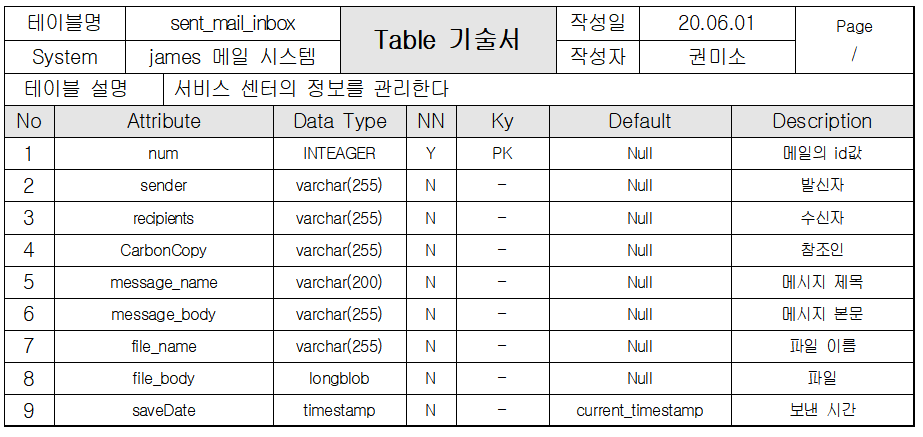 테이블명 sent_mail_inbox Table 기술서 작성일 20.06.01 Page
System james 메일 시스템 작성자 권미소 /
테이블 설명 서비스 센터의 정보를 관리한다
No Attribute Data Type NN Ky Default Description
1 num INTEAGER Y PK Null 메일의 id값
2 sender varchar(255) N - Null 발신자
3 recipients varchar(255) N - Null 수신자
4 CarbonCopy varchar(255) N - Null 참조인
5 message_name varchar(200) N - Null 메시지 제목
6 message_body varchar(255) N - Null 메시지 본문
7 file_name varchar(255) N - Null 파일 이름
8 file_body longblob N - Null 파일
9 saveDate timestamp N - current_timestamp 보낸 시간